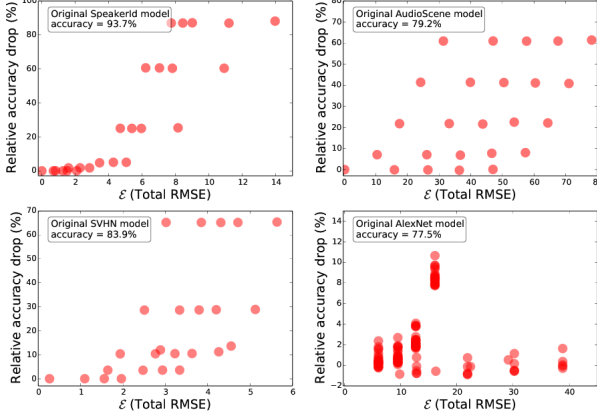 Relative accuracy drop (%)
100
80
60
40
20
0
Original SpeakerId model
accuracy = 93.7%
0 2 4 6 8 10 12 14
ℰ (Total RMSE)
Relative accuracy drop (%)
80
60
40
20
0
Original AudioScene model
accuracy = 79.2%
0 10 20 30 40 50 60 70 80
ℰ (Total RMSE)
Relative accuracy drop (%)
70
60
50
40
30
20
10
0
Original SVHN model
accuracy = 83.9%
0 1 2 3 4 5 6
ℰ (Total RMSE)
Relative accuracy drop (%)
14
12
10
8
6
4
2
0
−2
Original AlexNet model
accuracy = 77.5%
0 10 20 30 40
ℰ (Total RMSE)